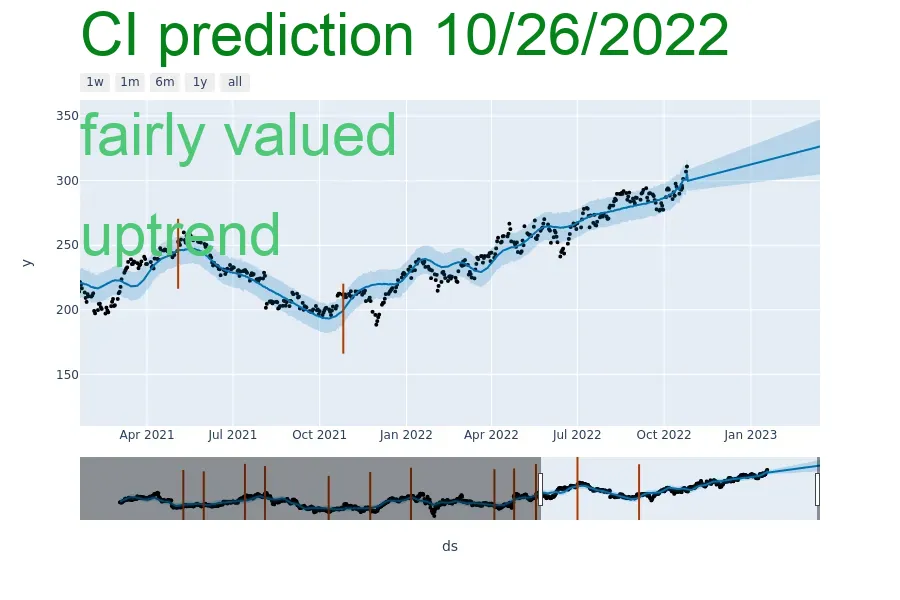 CI prediction 10/26/2022
1w 1m 6m 1y all
350
fairly valued
300
uptrend
250
y
200
150
Apr 2021 Jul 2021 Oct 2021 Jan 2022 Apr 2022 Jul 2022 Oct 2022 Jan 2023
ds